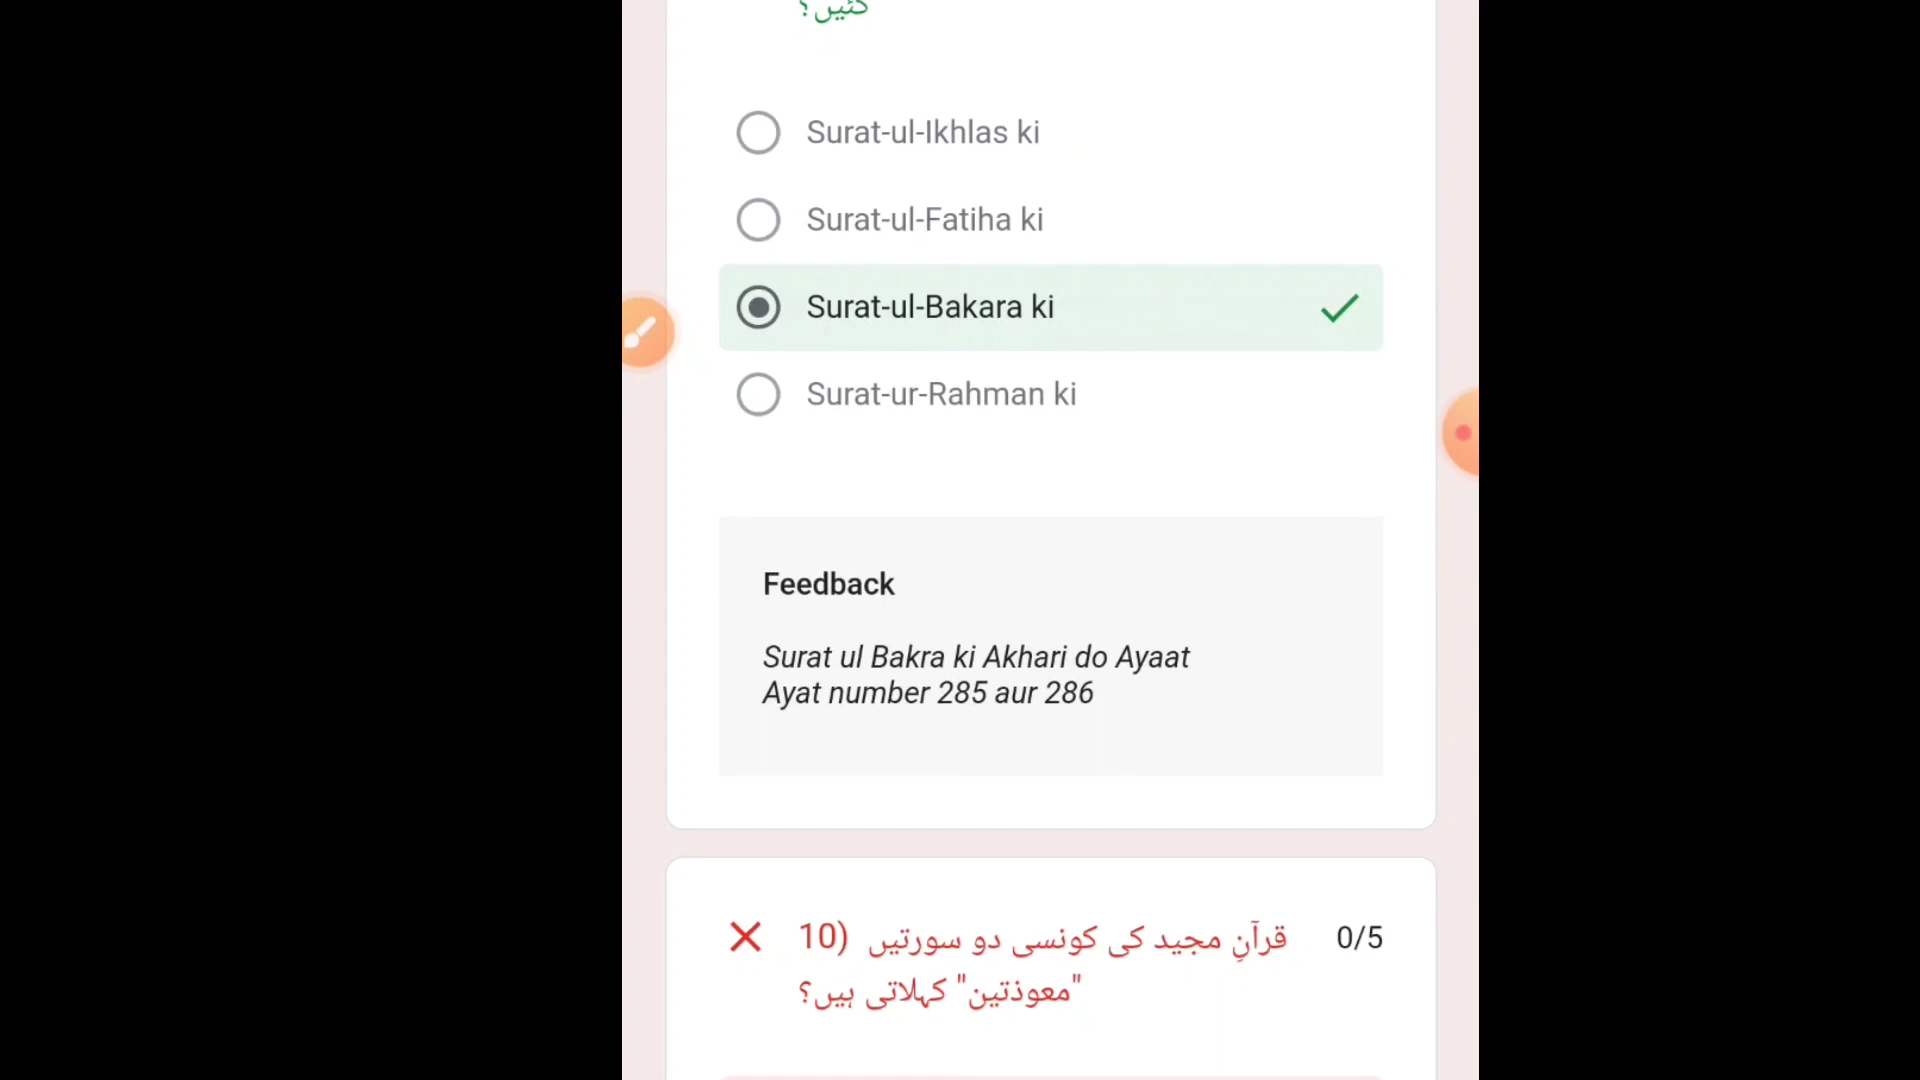 گئیں؟
Surat-ul-Ikhlas ki
Surat-ul-Fatiha ki
Surat-ul-Bakara ki
Surat-ur-Rahman ki
Feedback
Surat ul Bakra ki Akhari do Ayaat
Ayat number 285 aur 286
10) قرآنِ مجید کی کونسی دو سورتیں
"معوذتین" کہلاتی ہیں؟
0/5